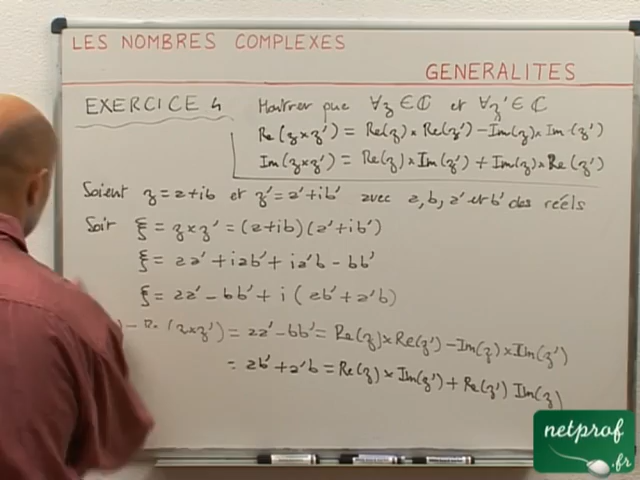 LES NOMBRES COMPLEXES
GENERALITES
EXERCICE 4 Montrer que ∀z ∈ ℂ et ∀z' ∈ ℂ
Re(z×z') = Re(z)×Re(z') - Im(z)×Im(z')
Im(z×z') = Re(z)×Im(z') + Im(z)×Re(z')
Soient z = a+ib et z' = a'+ib' avec a, b, a' et b' des réels
Soit ξ = z×z' = (a+ib)(a'+ib')
ξ = aa' + iab' + ia'b - bb'
ξ = aa' - bb' + i(ab' + a'b)
) = Re(z×z') = aa' - bb' = Re(z)×Re(z') - Im(z)×Im(z')
= ab' + a'b = Re(z)×Im(z') + Re(z') Im(z)
netprof
.fr